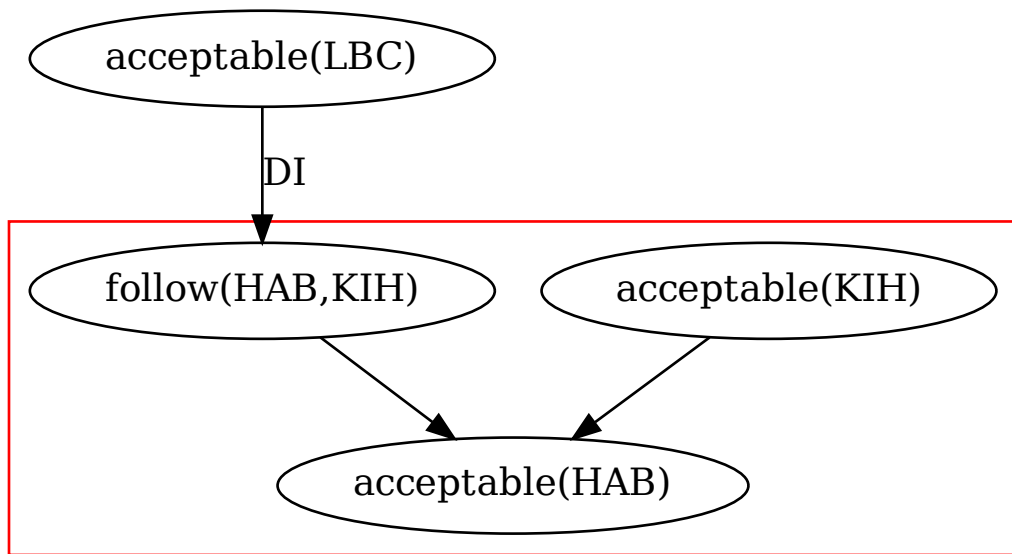 acceptable(LBC)
DI
follow(HAB,KIH)
acceptable(KIH)
acceptable(HAB)